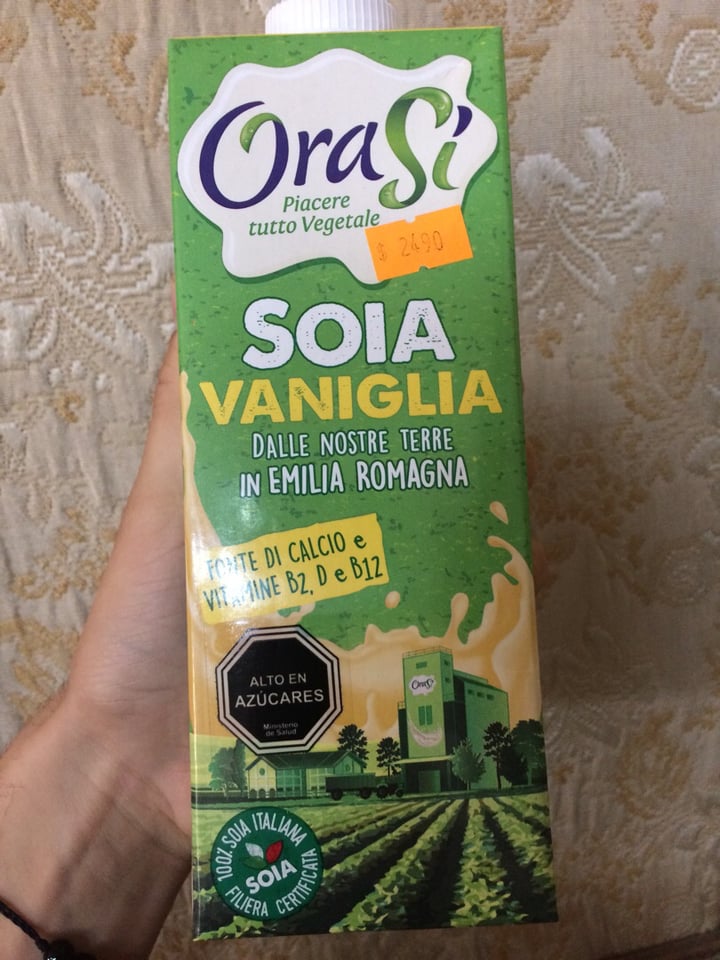 OraSì
Piacere
tutto Vegetale
$ 2490
SOIA
VANIGLIA
DALLE NOSTRE TERRE
IN EMILIA ROMAGNA
FONTE DI CALCIO e
VITAMINE B2, D e B12
ALTO EN
AZÚCARES
Ministerio
de Salud
OraSì
100% SOIA ITALIANA
SOIA
FILIERA CERTIFICATA